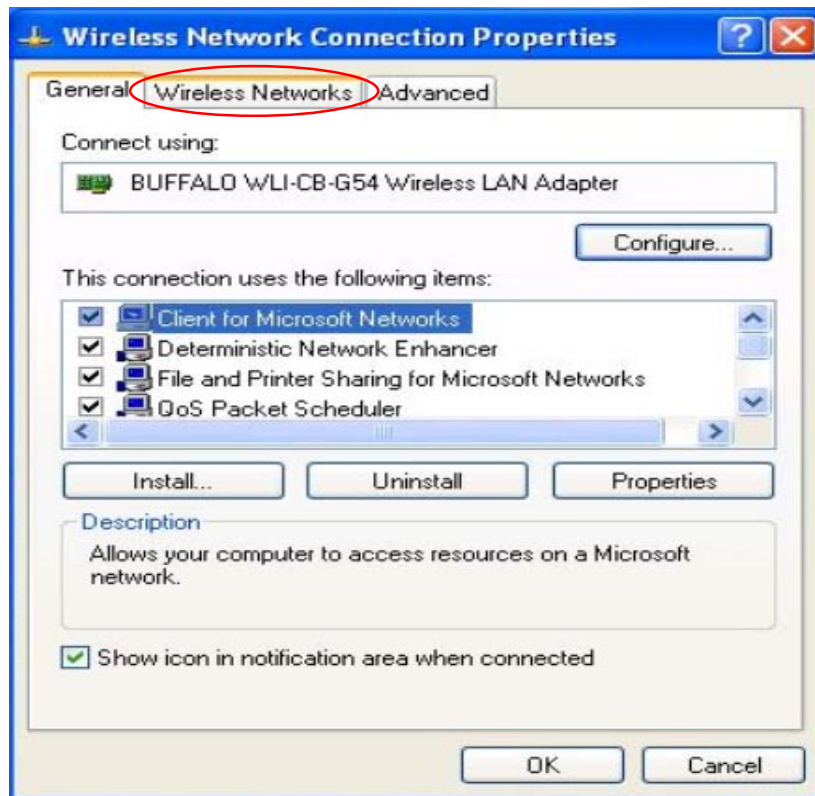 Wireless Network Connection Properties
General Wireless Networks Advanced
Connect using:
BUFFALO WLI-CB-G54 Wireless LAN Adapter
Configure...
This connection uses the following items:
Client for Microsoft Networks
Deterministic Network Enhancer
File and Printer Sharing for Microsoft Networks
QoS Packet Scheduler
Install... Uninstall Properties
Description
Allows your computer to access resources on a Microsoft
network.
Show icon in notification area when connected
OK Cancel